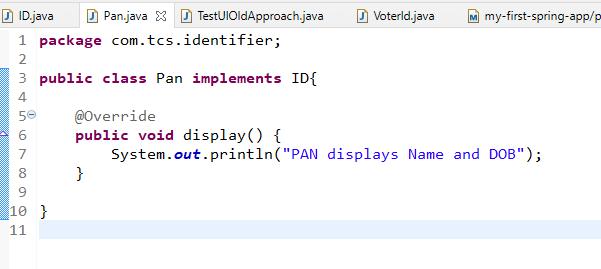 ID.java Pan.java TestUIOldApproach.java VoterId.java my-first-spring-app/p
1 package com.tcs.identifier;
2
3 public class Pan implements ID{
4
5 @Override
6 public void display() {
7 System.out.println("PAN displays Name and DOB");
8 }
9
10 }
11